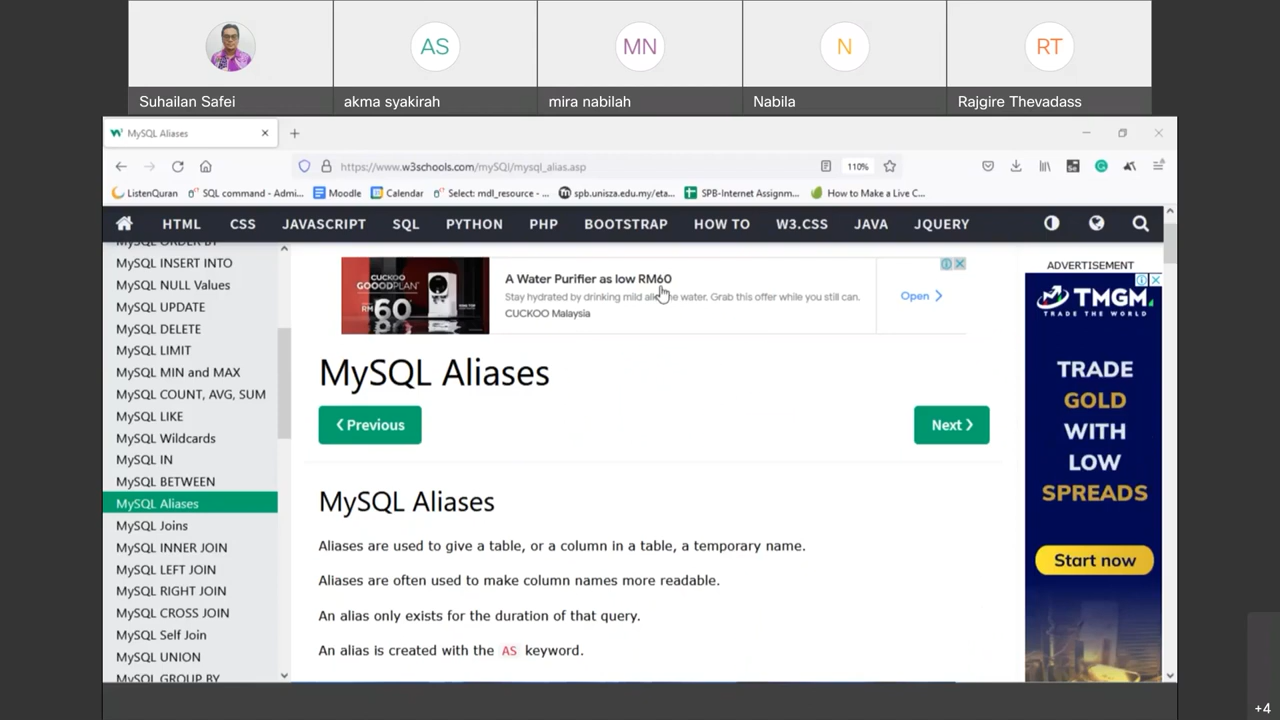 AS
MN
N
RT
Suhailan Safei
akma syakirah
mira nabilah
Nabila
Rajgire Thevadass
MySQL Aliases
https://www.w3schools.com/mySQl/mysql_alias.asp
110%
ListenQuran
SQL command - Admi...
Moodle
Calendar
Select: mdl_resource - ...
spb.unisza.edu.my/eta...
SPB-Internet Assignm...
How to Make a Live C...
HTML
CSS
JAVASCRIPT
SQL
PYTHON
PHP
BOOTSTRAP
HOW TO
W3.CSS
JAVA
JQUERY
MySQL ORDER BY
MySQL INSERT INTO
MySQL NULL Values
MySQL UPDATE
MySQL DELETE
MySQL LIMIT
MySQL MIN and MAX
MySQL COUNT, AVG, SUM
MySQL LIKE
MySQL Wildcards
MySQL IN
MySQL BETWEEN
MySQL Aliases
MySQL Joins
MySQL INNER JOIN
MySQL LEFT JOIN
MySQL RIGHT JOIN
MySQL CROSS JOIN
MySQL Self Join
MySQL UNION
MySQL GROUP BY
CUCKOO
GOOODPLAN
RM60
A Water Purifier as low RM60
Stay hydrated by drinking mild water. Grab this offer while you still can.
CUCKOO Malaysia
Open
MySQL Aliases
❮ Previous
Next ❯
MySQL Aliases
Aliases are used to give a table, or a column in a table, a temporary name.
Aliases are often used to make column names more readable.
An alias only exists for the duration of that query.
An alias is created with the AS keyword.
ADVERTISEMENT
TMGM
TRADE THE WORLD
TRADE
GOLD
WITH
LOW
SPREADS
Start now
+4